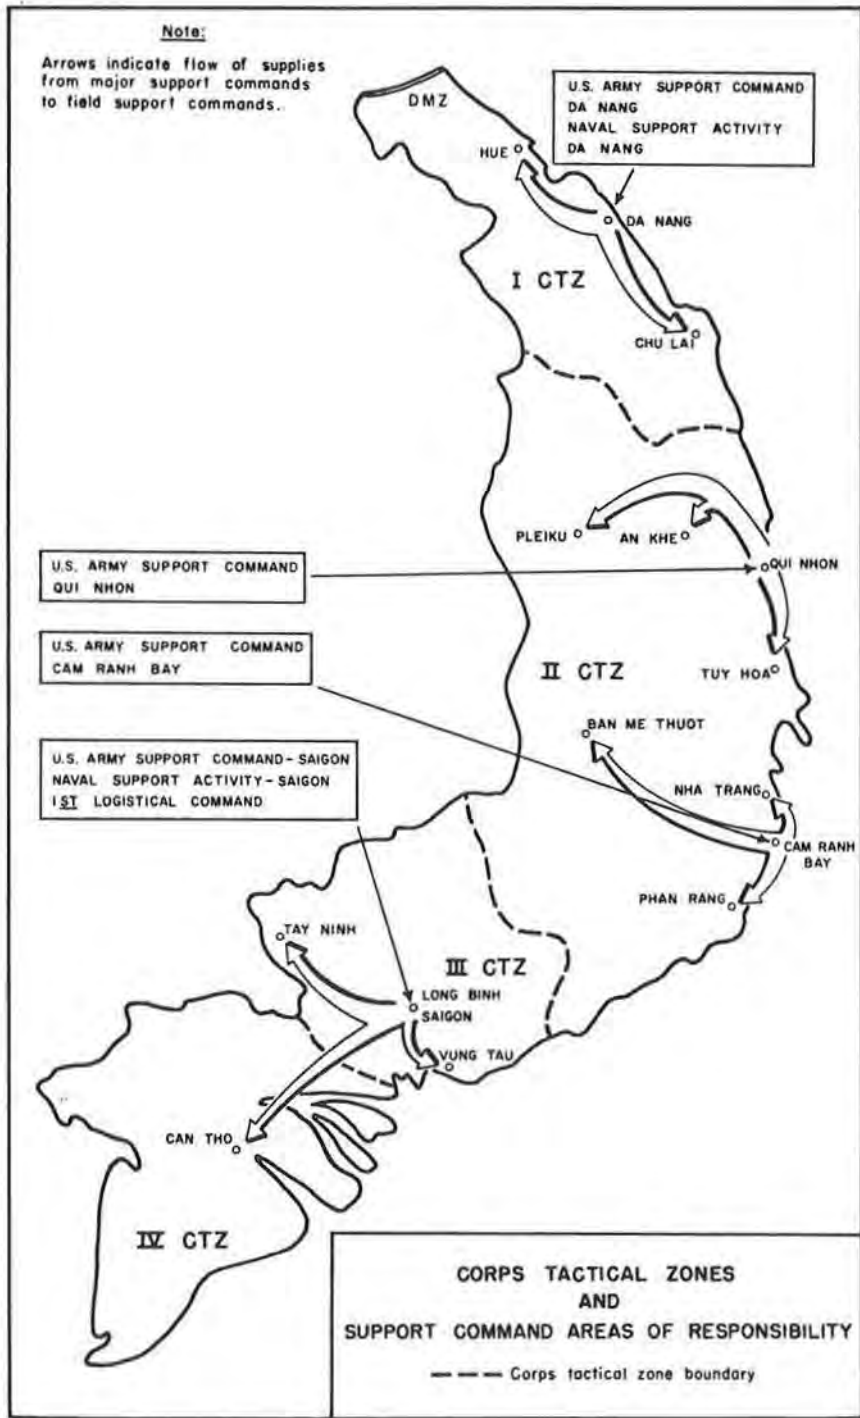 Note:
Arrows indicate flow of supplies
from major support commands
to field support commands.
U.S. ARMY SUPPORT COMMAND
DA NANG
NAVAL SUPPORT ACTIVITY
DA NANG
DMZ
HUE
DA NANG
I CTZ
CHU LAI
PLEIKU
AN KHE
QUI NHON
U.S. ARMY SUPPORT COMMAND
QUI NHON
U.S. ARMY SUPPORT COMMAND
CAM RANH BAY
TUY HOA
II CTZ
BAN ME THUOT
U.S. ARMY SUPPORT COMMAND-SAIGON
NAVAL SUPPORT ACTIVITY-SAIGON
1ST LOGISTICAL COMMAND
NHA TRANG
CAM RANH
BAY
PHAN RANG
TAY NINH
III CTZ
LONG BINH
SAIGON
VUNG TAU
CAN THO
IV CTZ
CORPS TACTICAL ZONES
AND
SUPPORT COMMAND AREAS OF RESPONSIBILITY
Corps tactical zone boundary